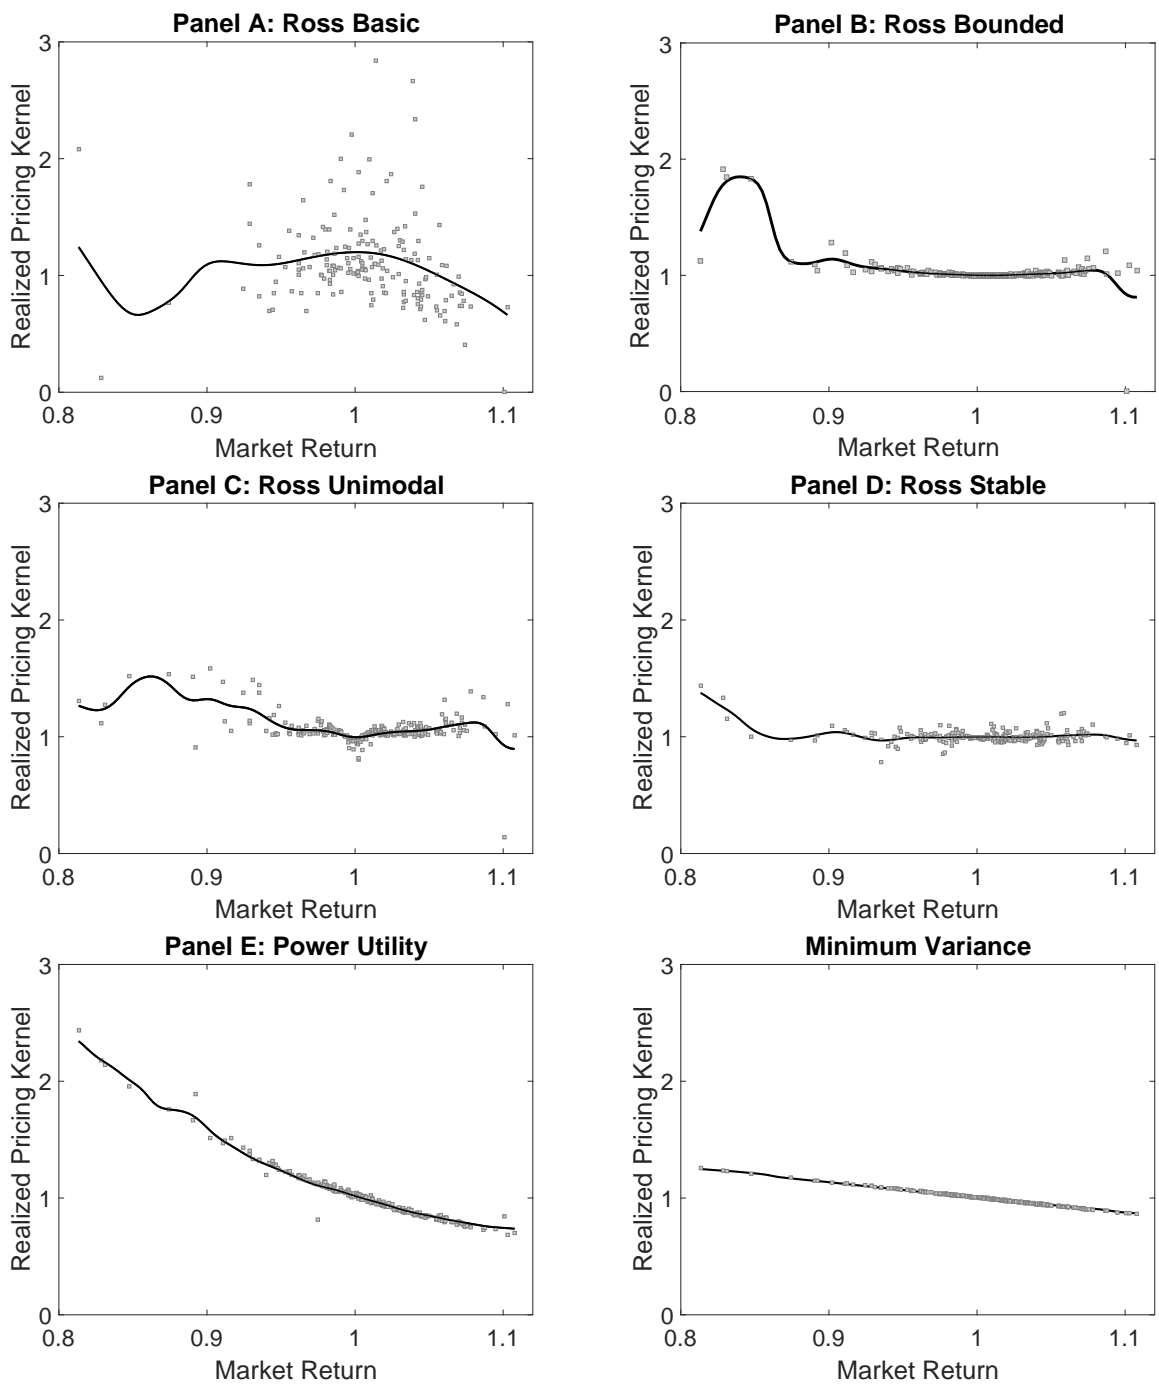 Panel A: Ross Basic
Realized Pricing Kernel
3
2
1
0
0.8
0.9
1
1.1
Market Return
Panel B: Ross Bounded
Realized Pricing Kernel
3
2
1
0
0.8
0.9
1
1.1
Market Return
Panel C: Ross Unimodal
Realized Pricing Kernel
3
2
1
0
0.8
0.9
1
1.1
Market Return
Panel D: Ross Stable
Realized Pricing Kernel
3
2
1
0
0.8
0.9
1
1.1
Market Return
Panel E: Power Utility
Realized Pricing Kernel
3
2
1
0
0.8
0.9
1
1.1
Market Return
Minimum Variance
Realized Pricing Kernel
3
2
1
0
0.8
0.9
1
1.1
Market Return